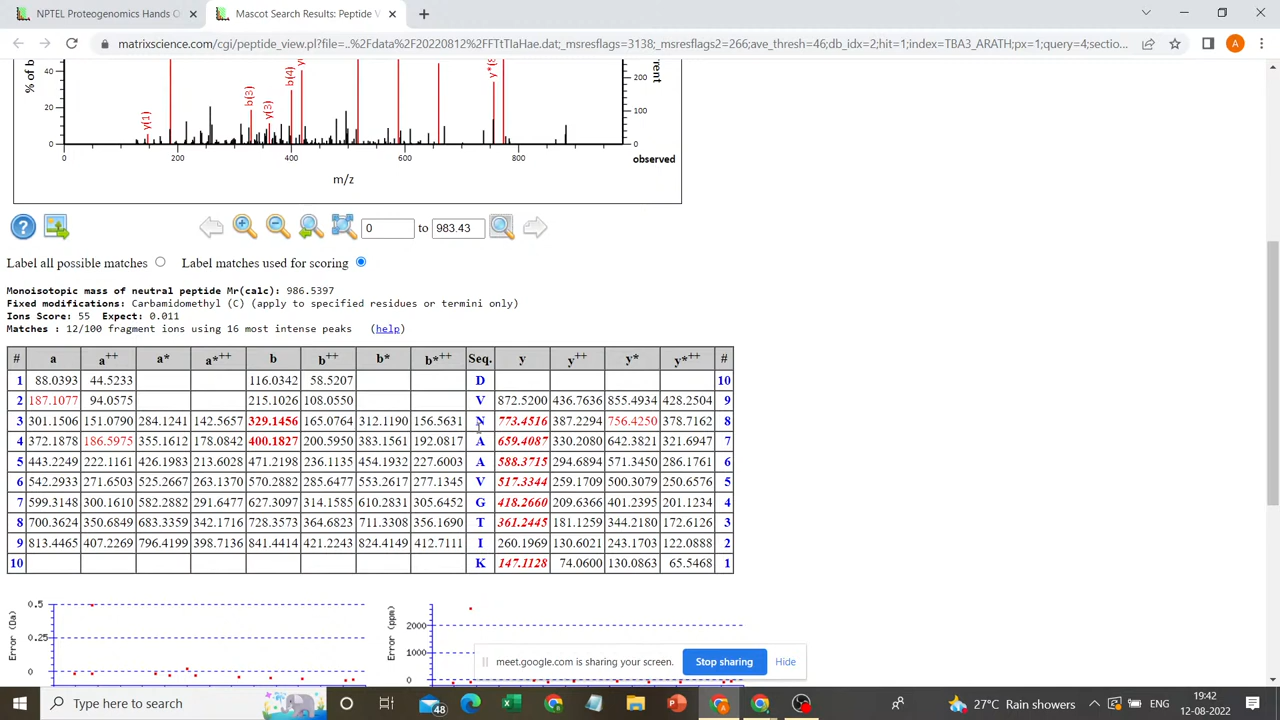 NPTEL Proteogenomics Hands O
Mascot Search Results: Peptide V
matrixscience.com/cgi/peptide_view.pl?file=..%2Fdata%2F20220812%2FFTtTIaHae.dat;_msresflags=3138;_msresflags2=266;ave_thresh=46;db_idx=2;hit=1;index=TBA3_ARATH;px=1;query=4;sectio...
% of b
40 y(1) b(3) y(3) b(4) y*(8 200 rrent
20 100
0 0
0 200 400 600 800 observed
m/z
0 to 983.43
Label all possible matches Label matches used for scoring
Monoisotopic mass of neutral peptide Mr(calc): 986.5397
Fixed modifications: Carbamidomethyl (C) (apply to specified residues or termini only)
Ions Score: 55 Expect: 0.011
Matches : 12/100 fragment ions using 16 most intense peaks (help)
# a a++ a* a*++ b b++ b* b*++ Seq. y y++ y* y*++ #
1 88.0393 44.5233 116.0342 58.5207 D 10
2 187.1077 94.0575 215.1026 108.0550 V 872.5200 436.7636 855.4934 428.2504 9
3 301.1506 151.0790 284.1241 142.5657 329.1456 165.0764 312.1190 156.5631 N 773.4516 387.2294 756.4250 378.7162 8
4 372.1878 186.5975 355.1612 178.0842 400.1827 200.5950 383.1561 192.0817 A 659.4087 330.2080 642.3821 321.6947 7
5 443.2249 222.1161 426.1983 213.6028 471.2198 236.1135 454.1932 227.6003 A 588.3715 294.6894 571.3450 286.1761 6
6 542.2933 271.6503 525.2667 263.1370 570.2882 285.6477 553.2617 277.1345 V 517.3344 259.1708 500.3079 250.6576 5
7 599.3148 300.1610 582.2882 291.6477 627.3097 314.1585 610.2831 305.6452 G 418.2660 209.6366 401.2395 201.1234 4
8 700.3624 350.6849 683.3359 342.1716 728.3573 364.6823 711.3308 356.1690 T 361.2445 181.1259 344.2180 172.6126 3
9 813.4465 407.2269 796.4199 398.7136 841.4414 421.2243 824.4149 412.7111 I 260.1969 130.6021 243.1703 122.0888 2
10 K 147.1128 74.0600 130.0863 65.5468 1
Error (Da) 0.5 0.25 0
Error (ppm) 2000 1000 0
meet.google.com is sharing your screen. Stop sharing Hide
Type here to search
48
27°C Rain showers
ENG
19:42
12-08-2022